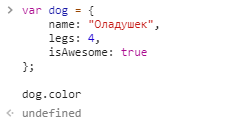 > var dog = {
    name: "Оладушек",
    legs: 4,
    isAwesome: true
};
dog.color
<· undefined